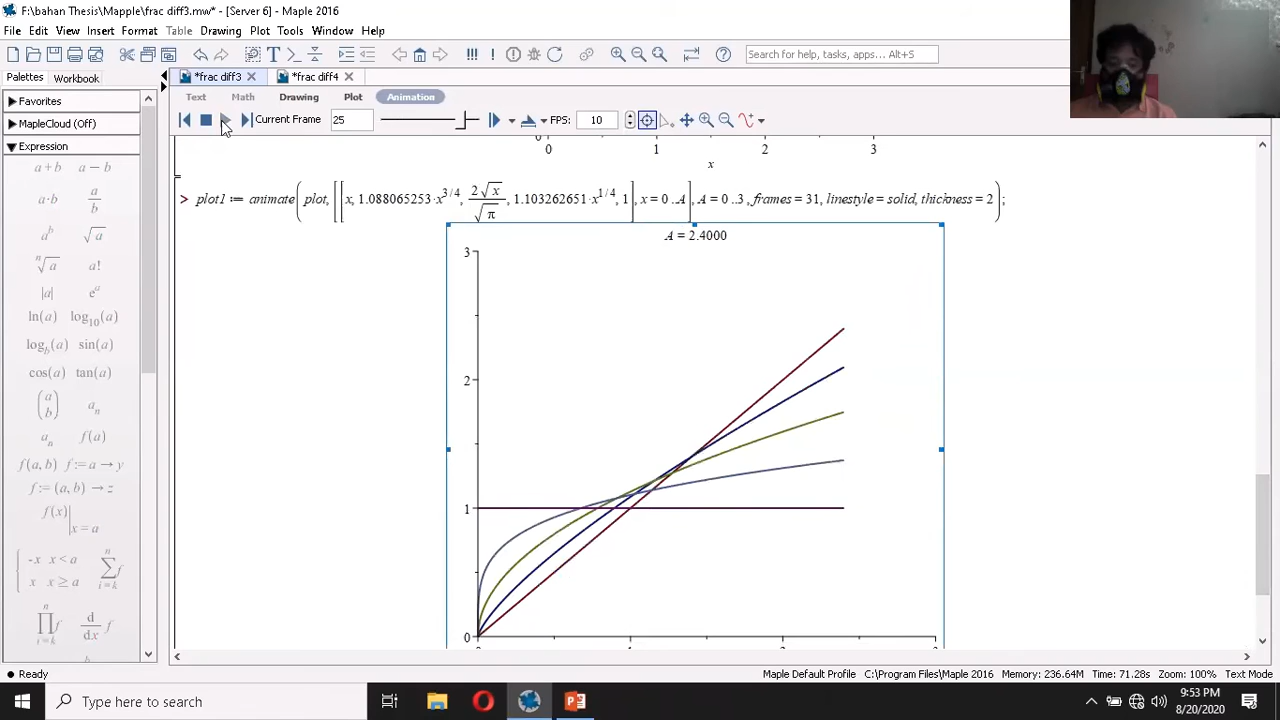 F:\bahan Thesis\Mapple\frac diff3.mw* - [Server 6] - Maple 2016
File Edit View Insert Format Table Drawing Plot Spreadsheet Tools Window Help
Search for help, tasks, apps... Alt+S
Palettes Workbook
*frac diff3 *frac diff4
Text Math Drawing Plot Animation
Current Frame 25 FPS: 10
Favorites
MapleCloud (Off)
Expression
a+b a−b
a·b a/b
a^b √a
ⁿ√a a!
|a| e^a
ln(a) log₁₀(a)
log_b(a) sin(a)
cos(a) tan(a)
(a b) a_n
a_n f(a)
f(a, b) f := a → y
f := (a, b) → z
f(x)|x = a
{-x x<a x x≥a ∑ i=k n f
∏ i=k n f d/dx f
0 1 2 3
x
> plot1 := animate(plot, [[x, 1.088065253·x^3/4, 2√x/√π, 1.103262651·x^1/4, 1], x = 0..A], A = 0..3, frames = 31, linestyle = solid, thickness = 2);
A = 2.4000
3
2
1
0
Ready
Maple Default Profile C:\Program Files\Maple 2016 Memory: 236.64M Time: 71.28s Zoom: 100% Text Mode
Type here to search
9:53 PM
8/20/2020